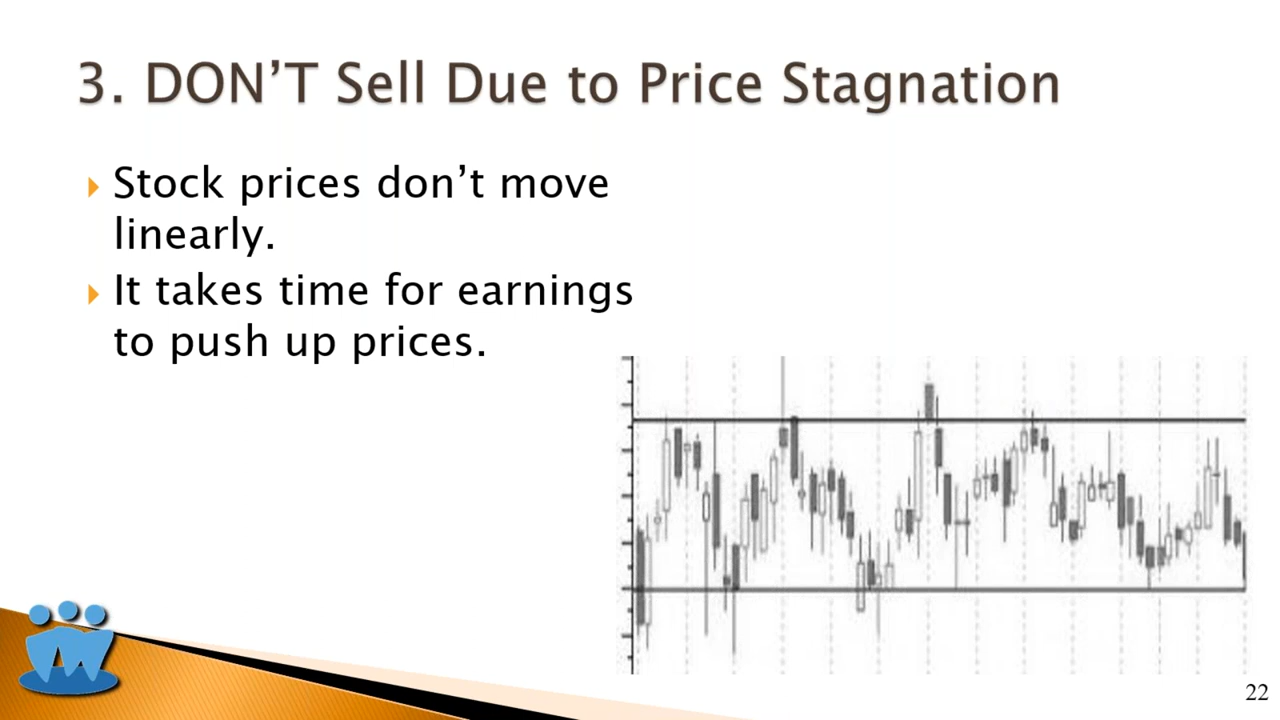 3. DON’T Sell Due to Price Stagnation
Stock prices don’t move
linearly.
It takes time for earnings
to push up prices.
22